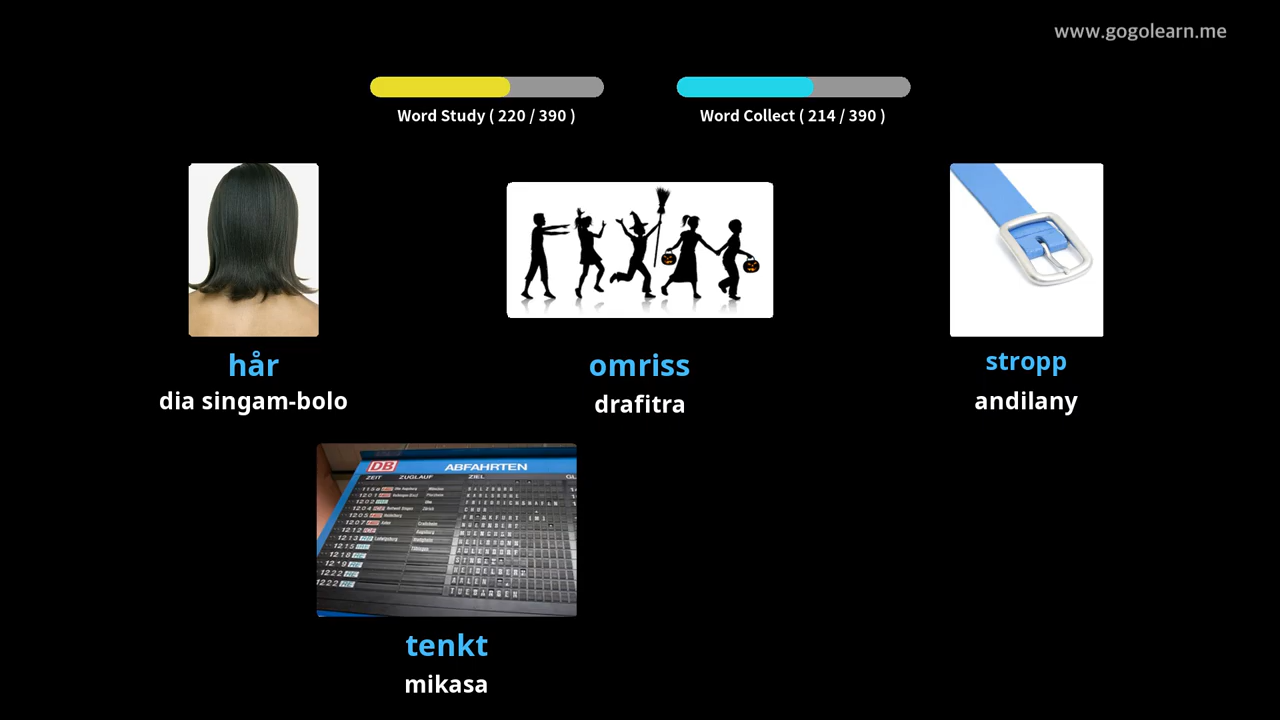 www.gogolearn.me
Word Study ( 220 / 390 )
Word Collect ( 214 / 390 )
hår
dia singam-bolo
omriss
drafitra
stropp
andilany
DB ABFAHRTEN
ZEIT ZUGLAUF ZIEL
tenkt
mikasa